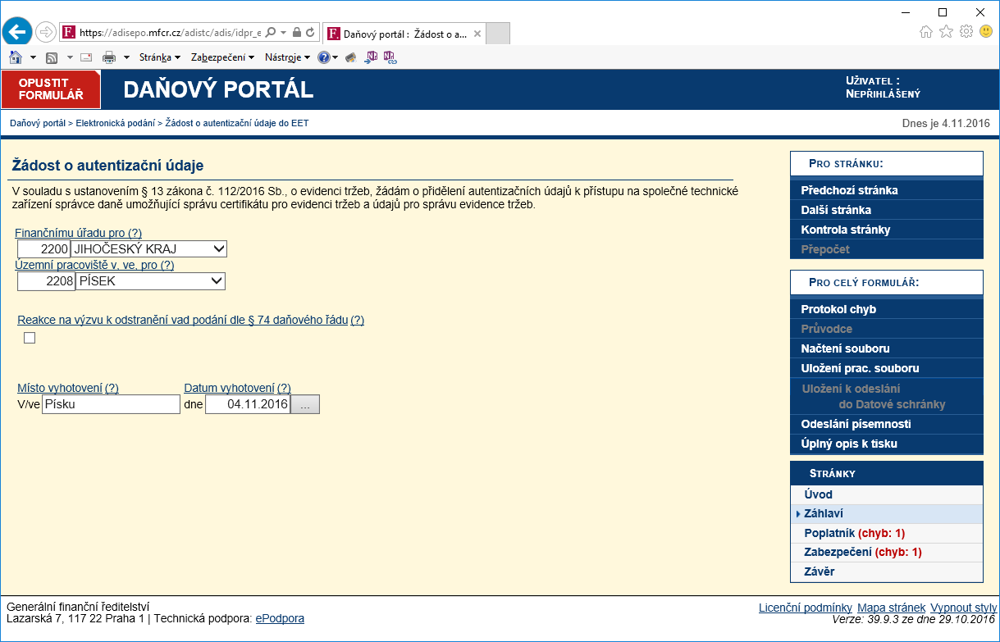 https://adisepo.mfcr.cz/adistc/adis/idpr_e
Daňový portál : Žádost o a...
Stránka
Zabezpečení
Nástroje
OPUSTIT
FORMULÁŘ
DAŇOVÝ PORTÁL
UŽIVATEL :
NEPŘIHLÁŠENÝ
Daňový portál > Elektronická podání > Žádost o autentizační údaje do EET
Dnes je 4.11.2016
Žádost o autentizační údaje
V souladu s ustanovením § 13 zákona č. 112/2016 Sb., o evidenci tržeb, žádám o přidělení autentizačních údajů k přístupu na společné technické
zařízení správce daně umožňující správu certifikátu pro evidenci tržeb a údajů pro správu evidence tržeb.
Finančnímu úřadu pro (?)
2200 JIHOČESKÝ KRAJ
Územní pracoviště v, ve, pro (?)
2208 PÍSEK
Reakce na výzvu k odstranění vad podání dle § 74 daňového řádu (?)
Místo vyhotovení (?)
Datum vyhotovení (?)
V/ve Písku
dne 04.11.2016 ...
PRO STRÁNKU:
Předchozí stránka
Další stránka
Kontrola stránky
Přepočet
PRO CELÝ FORMULÁŘ:
Protokol chyb
Průvodce
Načtení souboru
Uložení prac. souboru
Uložení k odeslání
do Datové schránky
Odeslání písemnosti
Úplný opis k tisku
STRÁNKY
Úvod
Záhlaví
Poplatník (chyb: 1)
Zabezpečení (chyb: 1)
Závěr
Generální finanční ředitelství
Lazarská 7, 117 22 Praha 1 | Technická podpora: ePodpora
Licenční podmínky Mapa stránek Vypnout styly
Verze: 39.9.3 ze dne 29.10.2016